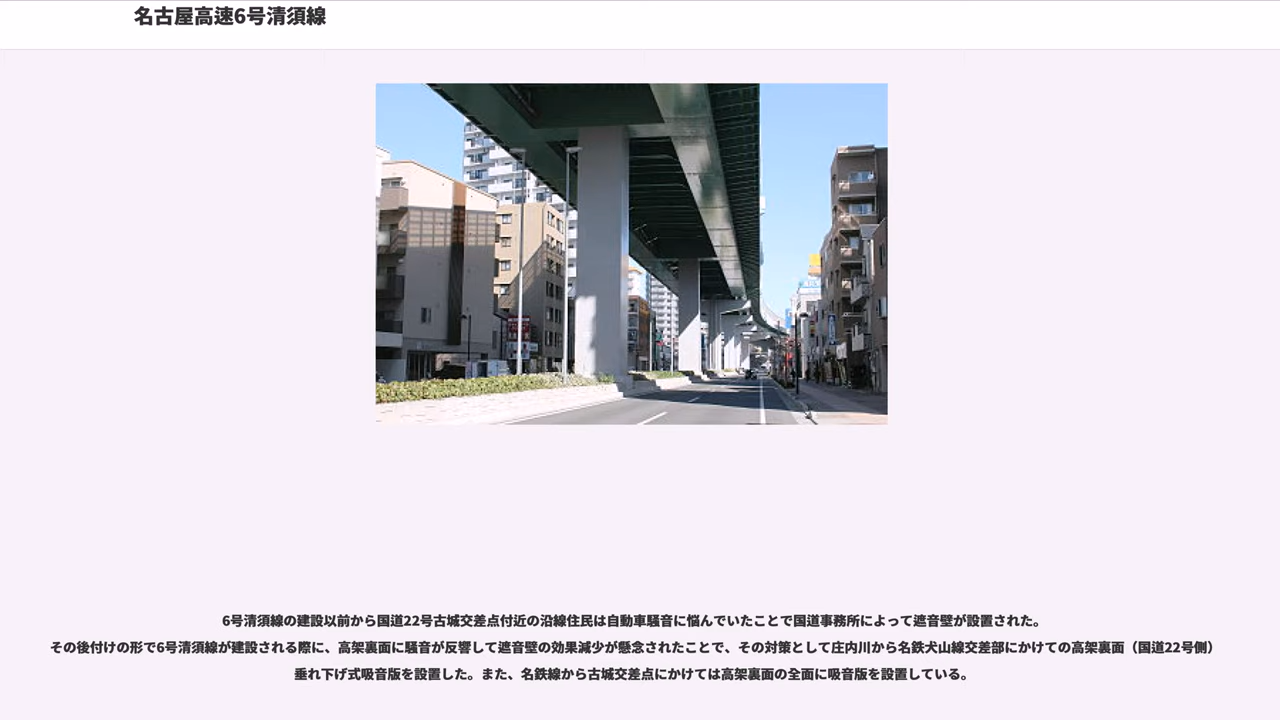 名古屋高速6号清須線
6号清須線の建設以前から国道22号古城交差点付近の沿線住民は自動車騒音に悩んでいたことで国道事務所によって遮音壁が設置された。
その後付けの形で6号清須線が建設される際に、高架裏面に騒音が反響して遮音壁の効果減少が懸念されたことで、その対策として庄内川から名鉄犬山線交差部にかけての高架裏面（国道22号側）
垂れ下げ式吸音版を設置した。また、名鉄線から古城交差点にかけては高架裏面の全面に吸音版を設置している。